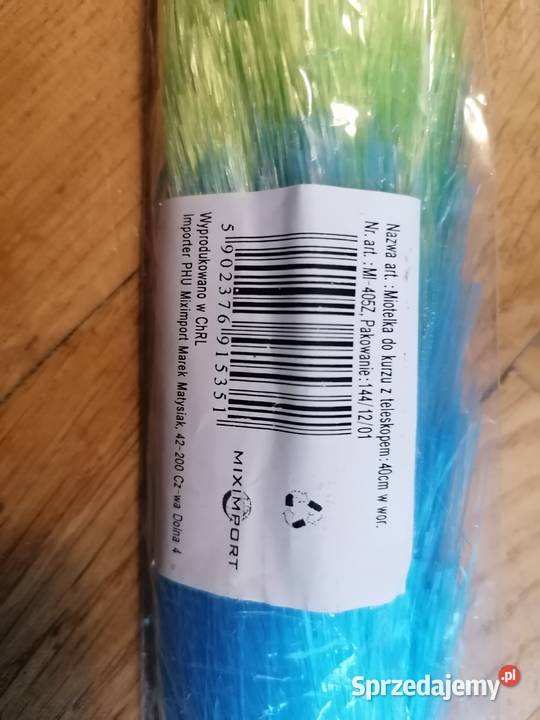 Nazwa art. :Miotełka do kurzu z teleskopem:40cm w wor.
Nr. art. :MI-405Z, Pakowanie:144/12/01
5 902376 915351
Wyprodukowano w ChRL
Importer PHU Miximport Marek Matysiak, 42-200 Cz-wa Dolna 4
MIXIMPORT
Sprzedajemy.pl